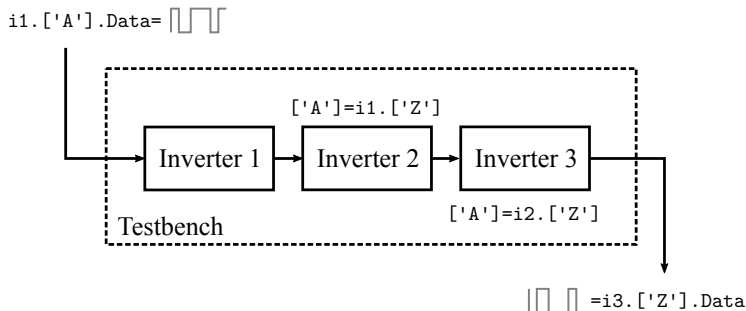 i1.['A'].Data=
['A']=i1.['Z']
Inverter 1
Inverter 2
Inverter 3
['A']=i2.['Z']
Testbench
=i3.['Z'].Data